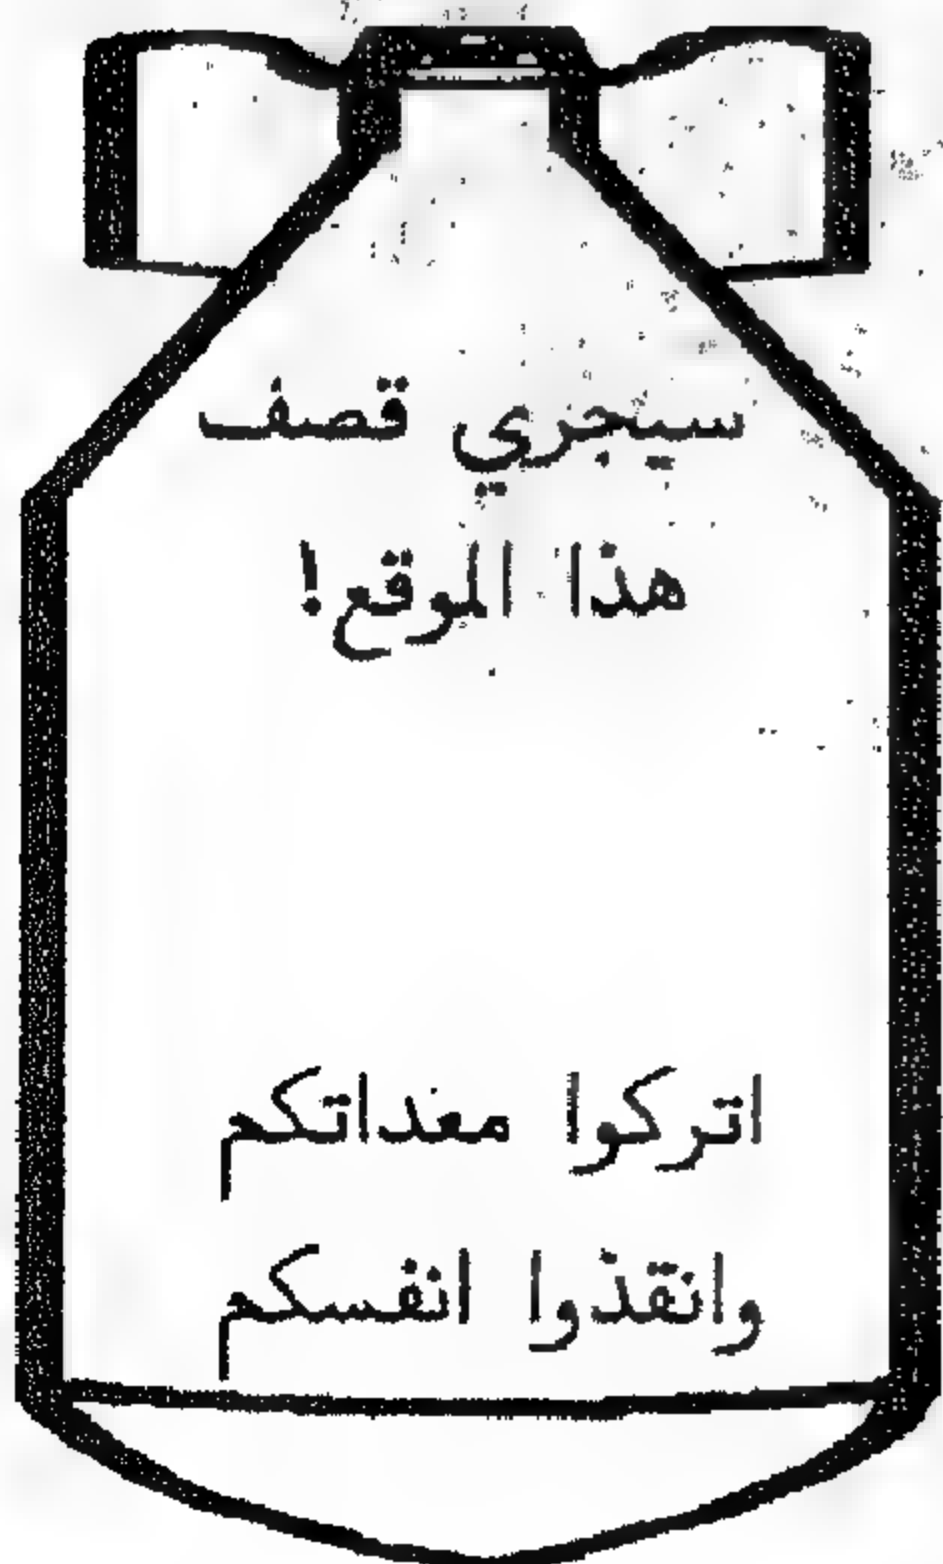 سيجري قصف
هذا الموقع!
اتركوا معداتكم
وانقذوا انفسكم